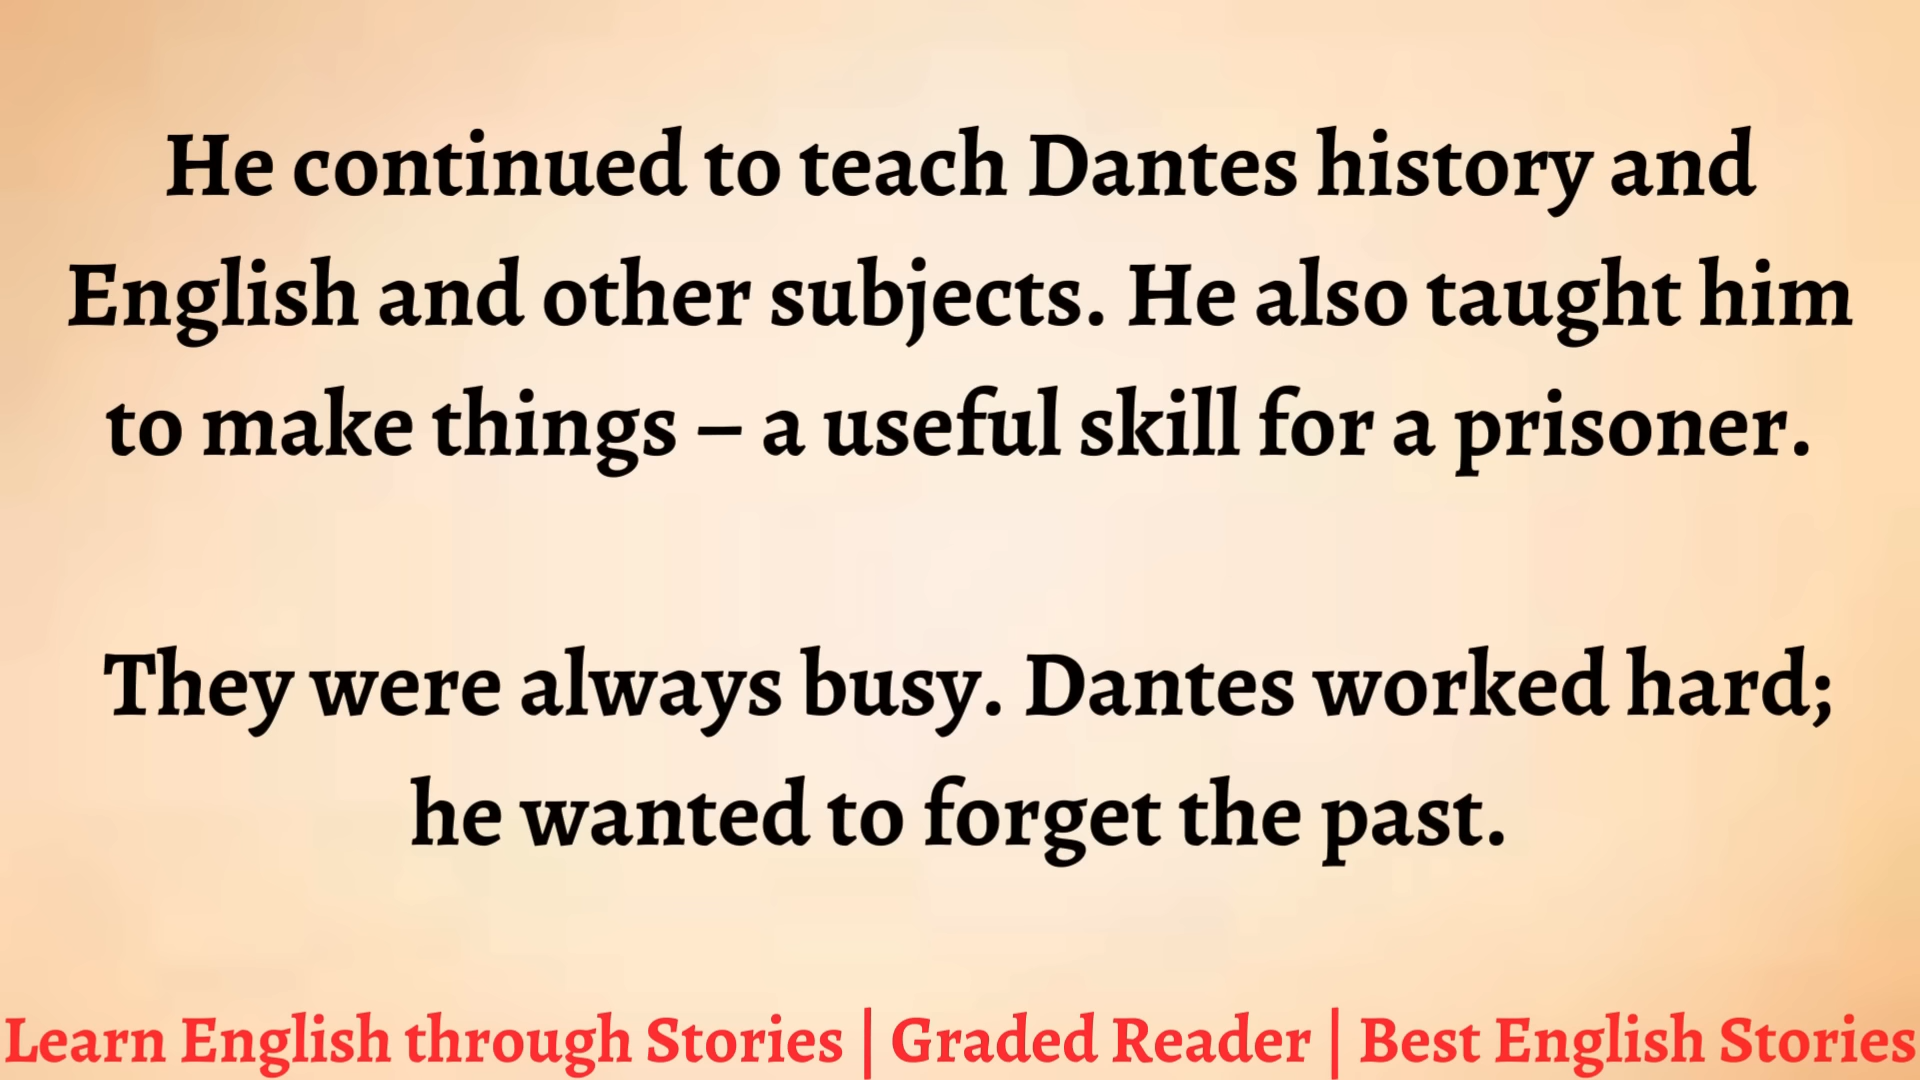 He continued to teach Dantes history and
English and other subjects. He also taught him
to make things – a useful skill for a prisoner.
They were always busy. Dantes worked hard;
he wanted to forget the past.
Learn English through Stories | Graded Reader | Best English Stories